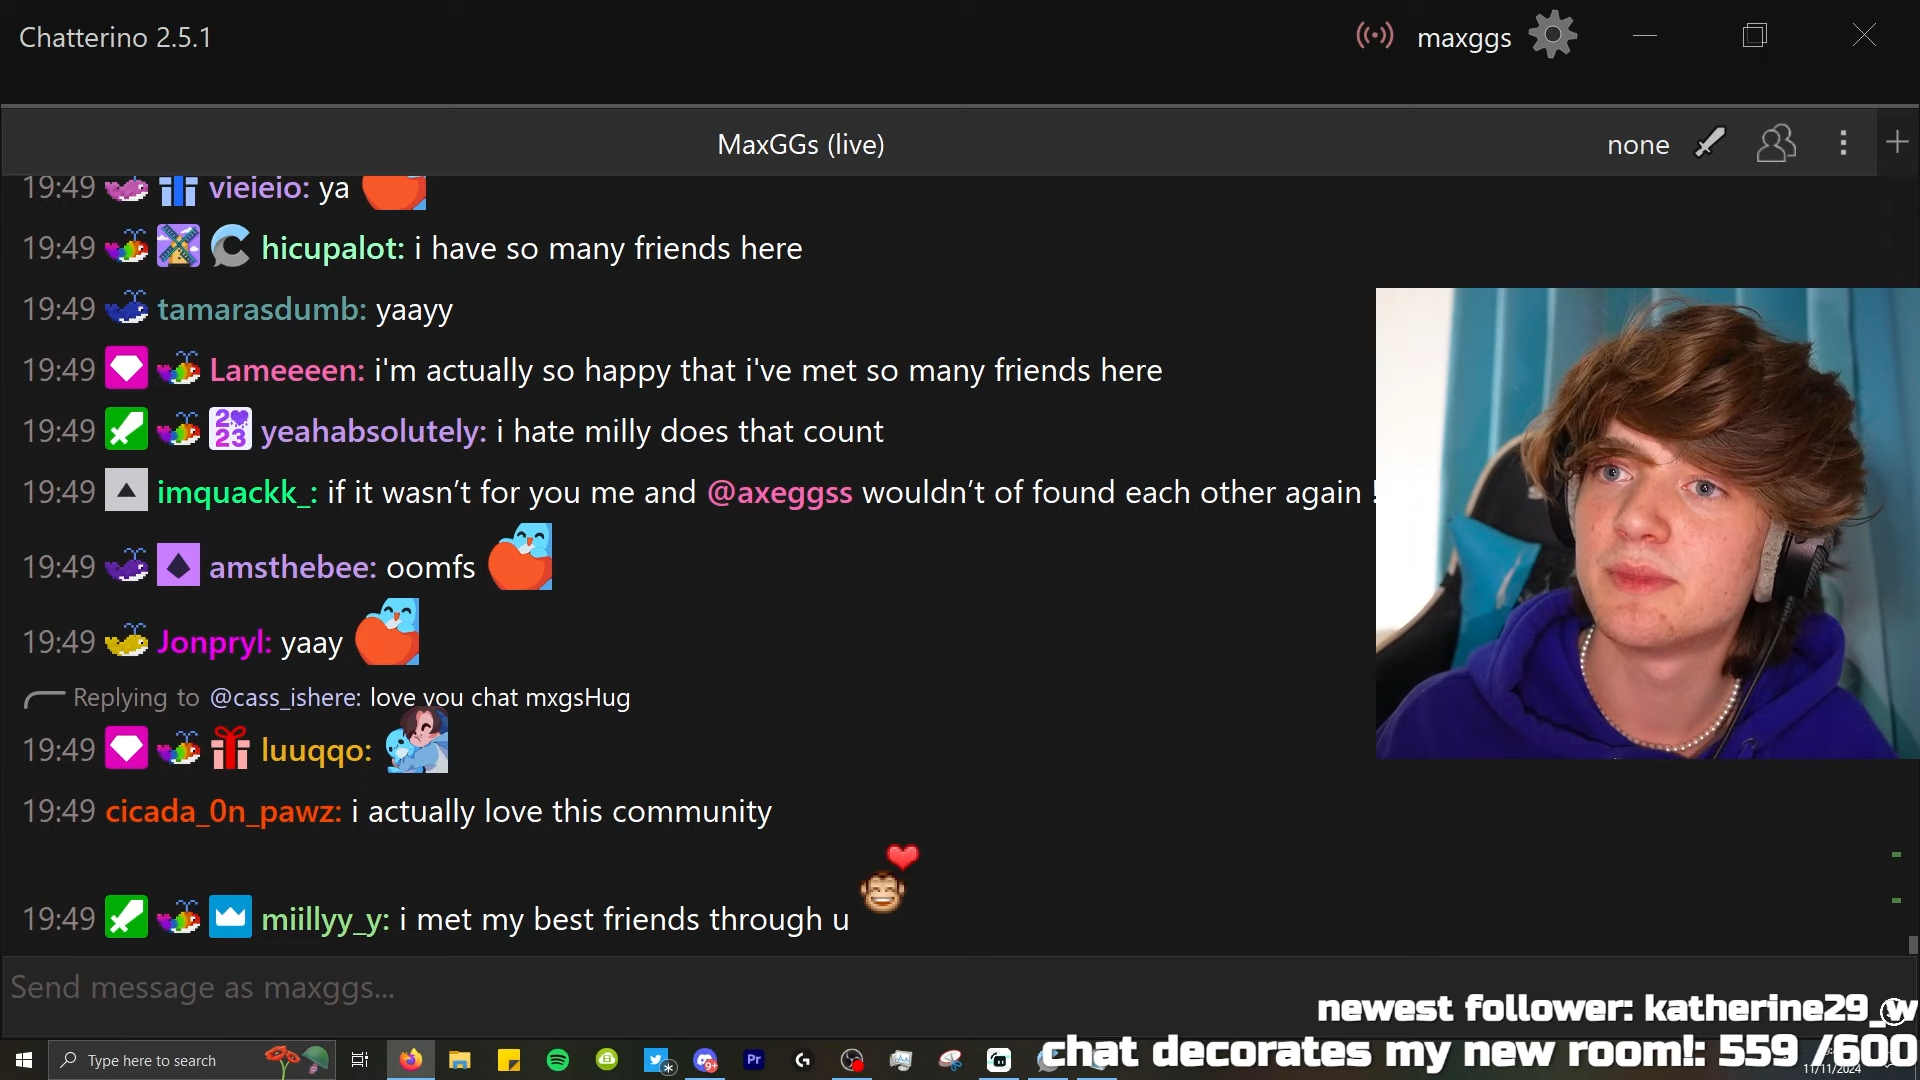 Chatterino 2.5.1
maxggs
MaxGGs (live)
none
19:49 vieieio: ya
19:49 hicupalot: i have so many friends here
19:49 tamarasdumb: yaayy
19:49 Lameeeen: i'm actually so happy that i've met so many friends here
19:49 yeahabsolutely: i hate milly does that count
19:49 imquackk_: if it wasn’t for you me and @axeggss wouldn’t of found each other again !
19:49 amsthebee: oomfs
19:49 Jonpryl: yaay
Replying to @cass_ishere: love you chat mxgsHug
19:49 luuqqo:
19:49 cicada_0n_pawz: i actually love this community
19:49 miillyy_y: i met my best friends through u
Send message as maxggs...
newest follower: katherine29_w
chat decorates my new room!: 559 /600
Type here to search
11/11/2024